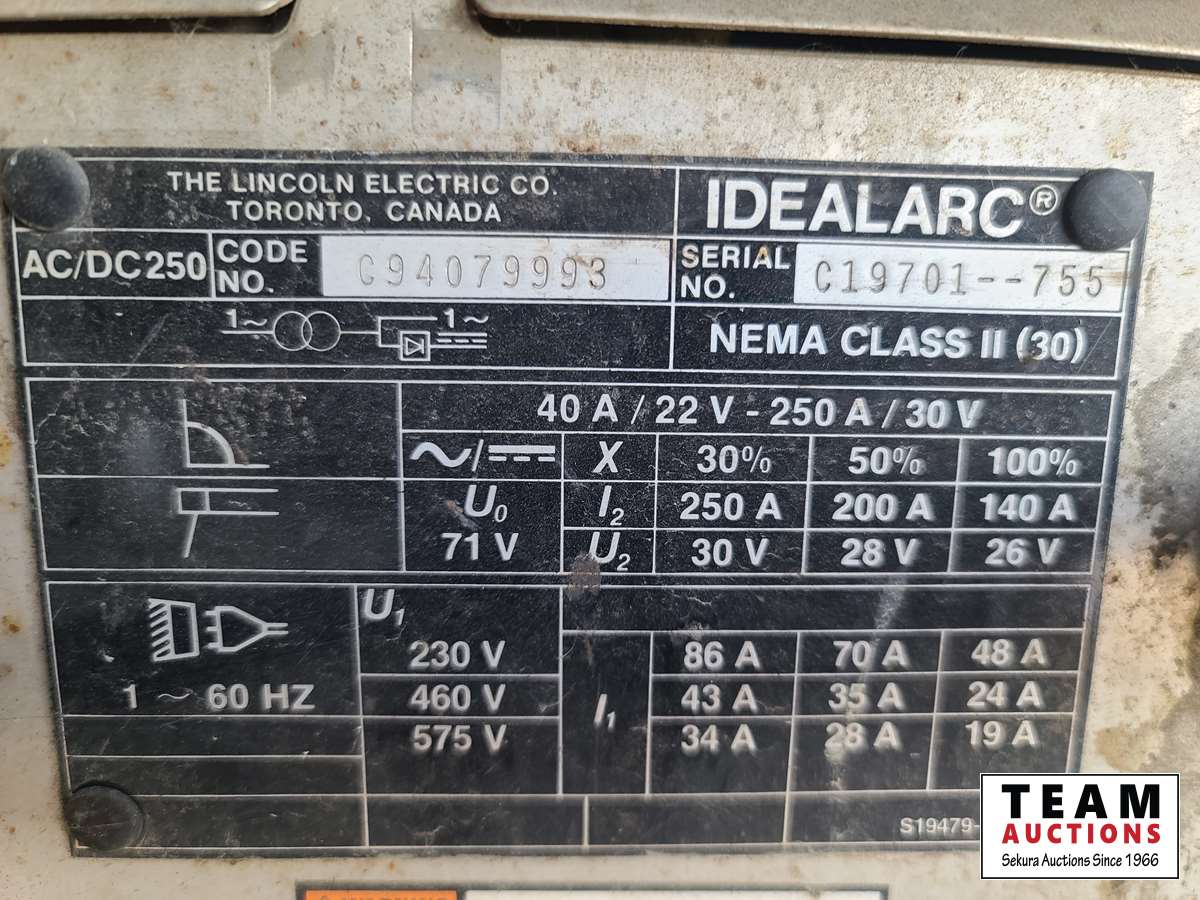 THE LINCOLN ELECTRIC CO.
TORONTO, CANADA
IDEALARC®
AC/DC250
CODE NO.
C94079993
SERIAL NO.
C19701--755
1~
1~
NEMA CLASS II (30)
40 A / 22 V - 250 A / 30 V
X 30% 50% 100%
U0 71 V
I2 250 A 200 A 140 A
U2 30 V 28 V 26 V
U1
1 ~ 60 HZ
I1
230 V 86 A 70 A 48 A
460 V 43 A 35 A 24 A
575 V 34 A 28 A 19 A
S19479-
TEAM
AUCTIONS
Sekura Auctions Since 1966